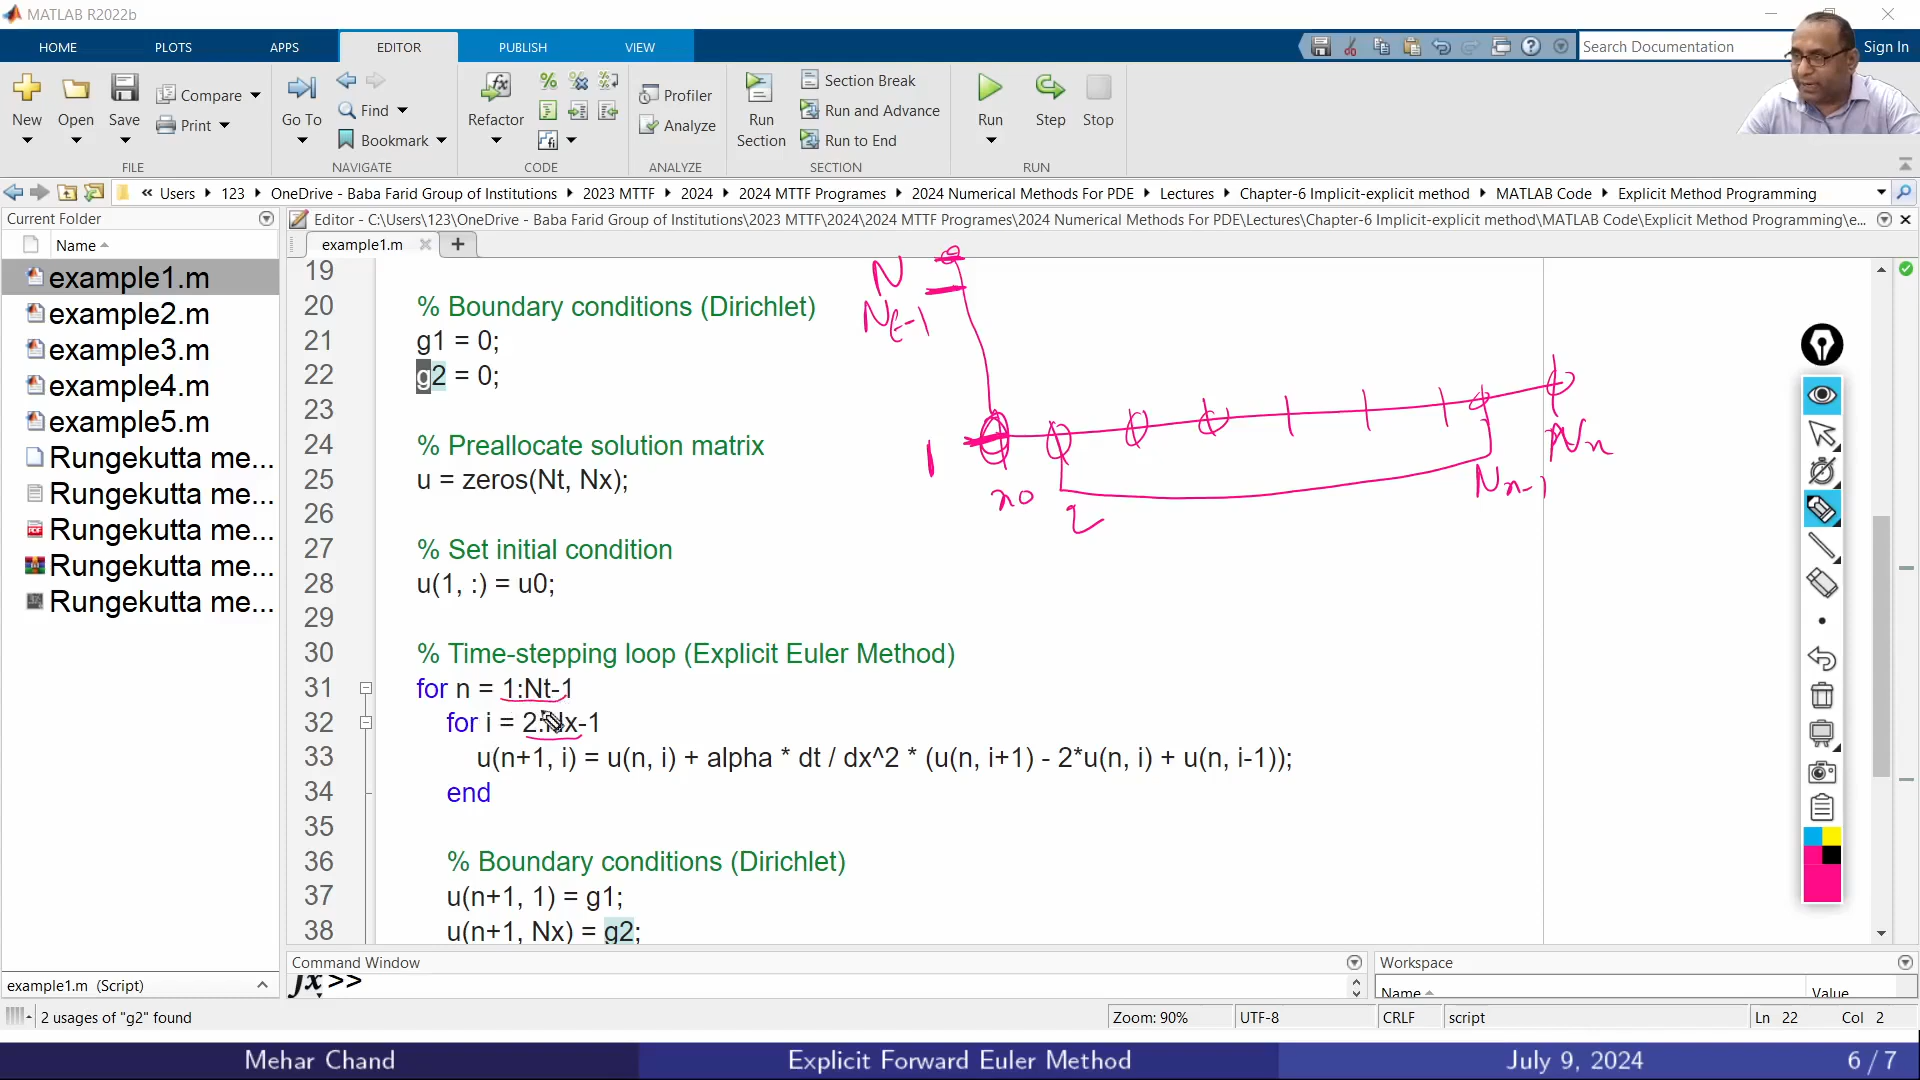 MATLAB R2022b
HOME PLOTS APPS EDITOR PUBLISH VIEW
Search Documentation Sign In
New Open Save Compare Print
FILE
Go To Find Bookmark
NAVIGATE
Refactor
CODE
Profiler Analyze
ANALYZE
Run Section Section Break Run and Advance Run to End
SECTION
Run Step Stop
RUN
« Users 123 OneDrive - Baba Farid Group of Institutions 2023 MTTF 2024 2024 MTTF Programes 2024 Numerical Methods For PDE Lectures Chapter-6 Implicit-explicit method MATLAB Code Explicit Method Programming
Current Folder
Name
example1.m
example2.m
example3.m
example4.m
example5.m
Rungekutta me...
Rungekutta me...
Rungekutta me...
Rungekutta me...
Rungekutta me...
example1.m (Script)
Editor - C:\Users\123\OneDrive - Baba Farid Group of Institutions\2023 MTTF\2024\2024 MTTF Programes\2024 Numerical Methods For PDE\Lectures\Chapter-6 Implicit-explicit method\MATLAB Code\Explicit Method Programming\e...
example1.m
19
20 % Boundary conditions (Dirichlet)
21 g1 = 0;
22 g2 = 0;
23
24 % Preallocate solution matrix
25 u = zeros(Nt, Nx);
26
27 % Set initial condition
28 u(1, :) = u0;
29
30 % Time-stepping loop (Explicit Euler Method)
31 for n = 1:Nt-1
32 for i = 2:Nx-1
33 u(n+1, i) = u(n, i) + alpha * dt / dx^2 * (u(n, i+1) - 2*u(n, i) + u(n, i-1));
34 end
35
36 % Boundary conditions (Dirichlet)
37 u(n+1, 1) = g1;
38 u(n+1, Nx) = g2;
N
Nt-1
1
x0
2
Nx-1
Command Window
fx >>
Workspace
Name Value
2 usages of "g2" found
Zoom: 90% UTF-8 CRLF script Ln 22 Col 2
Mehar Chand Explicit Forward Euler Method July 9, 2024 6 / 7